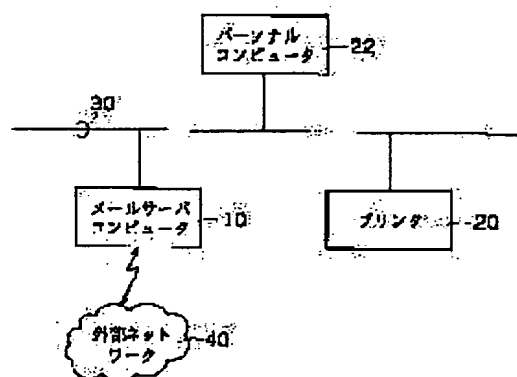 パーソナル
コンピュータ
22
30
メールサーバ
コンピュータ
10
プリンタ
20
外部ネット
ワーク
40